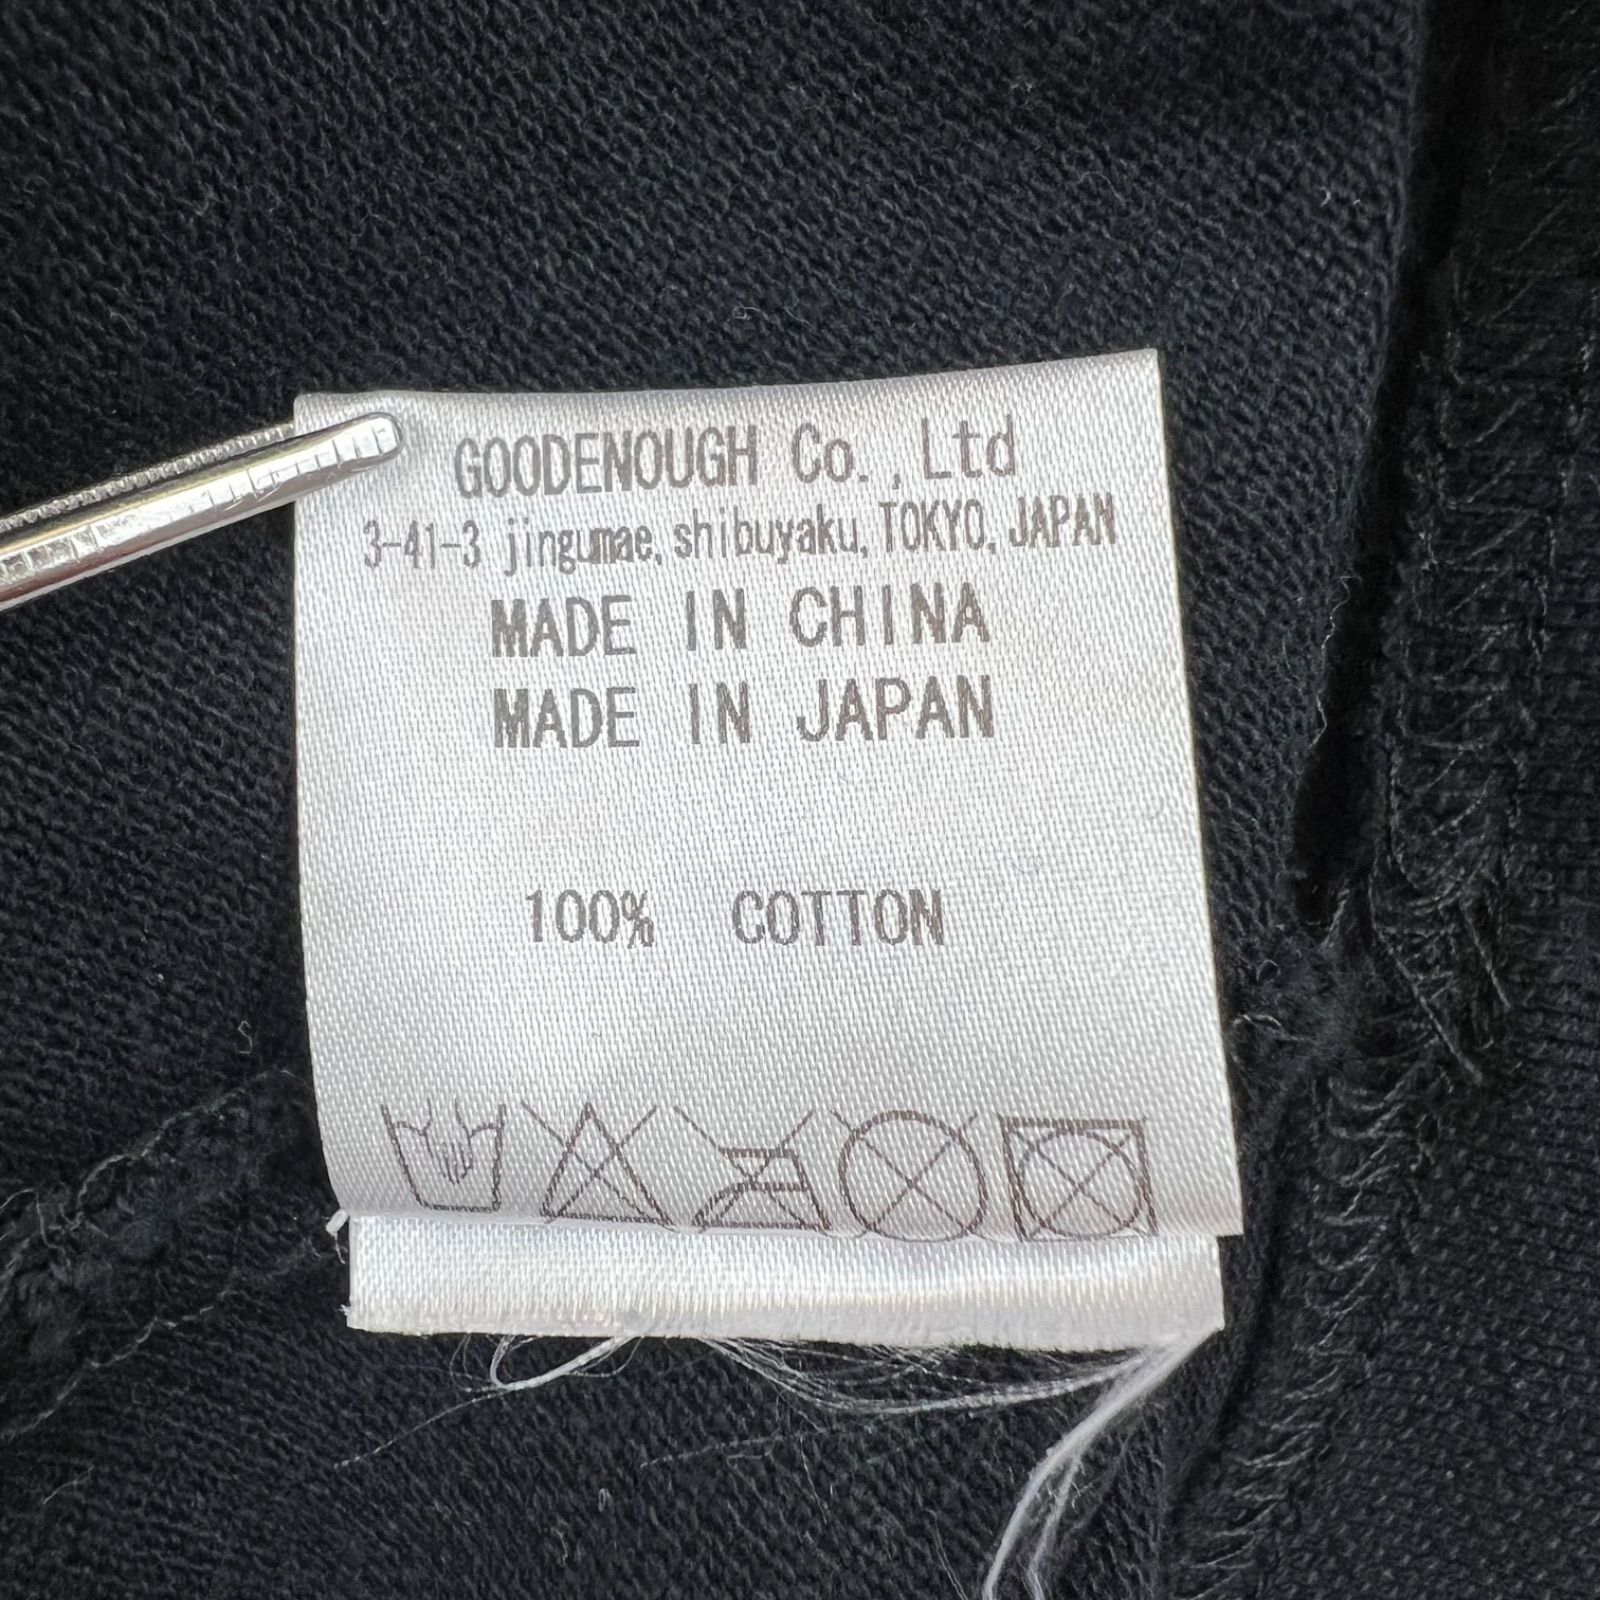 GOODENOUGH Co.,Ltd
3-41-3 jingumae, shibuyaku, TOKYO, JAPAN
MADE IN CHINA
MADE IN JAPAN
100% COTTON